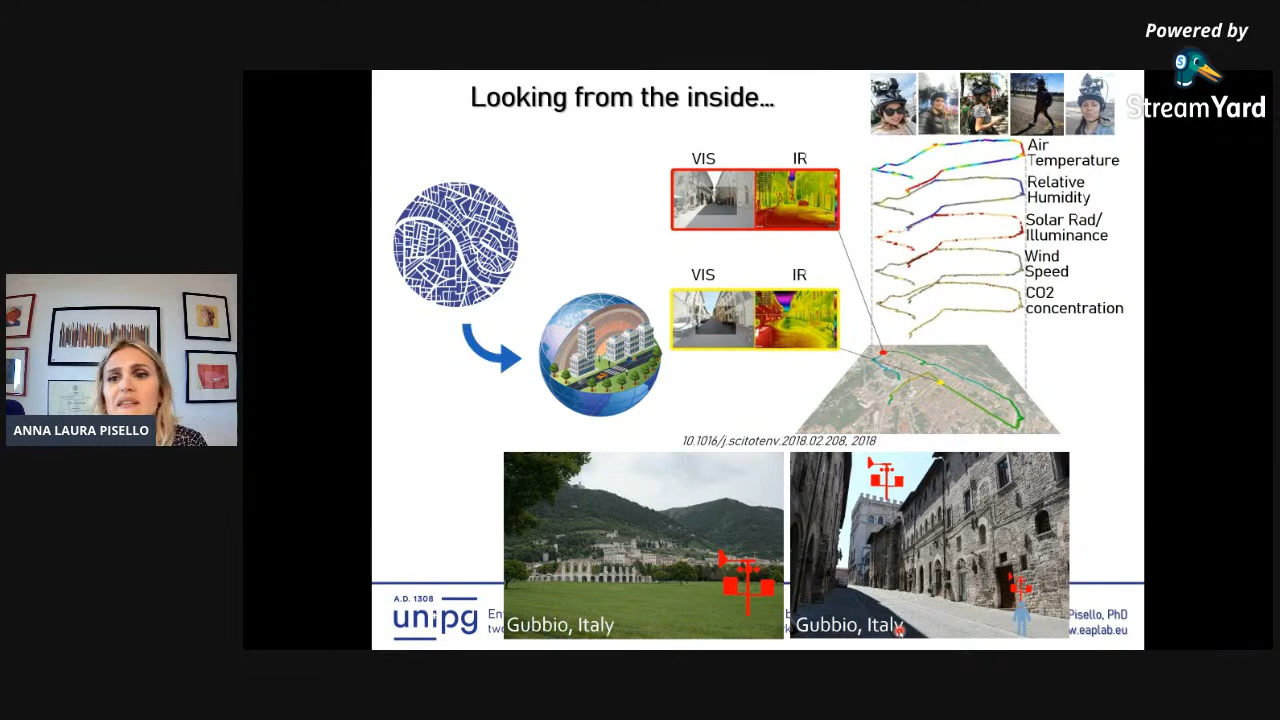 Powered by
StreamYard
Looking from the inside...
VIS IR
Air
Temperature
Relative
Humidity
Solar Rad/
Illuminance
Wind
Speed
CO2
concentration
VIS IR
10.1016/j.scitotenv.2018.02.208, 2018
ANNA LAURA PISELLO
Gubbio, Italy
Gubbio, Italy
A.D. 1308
unipg
Pisello, PhD
w.eaplab.eu